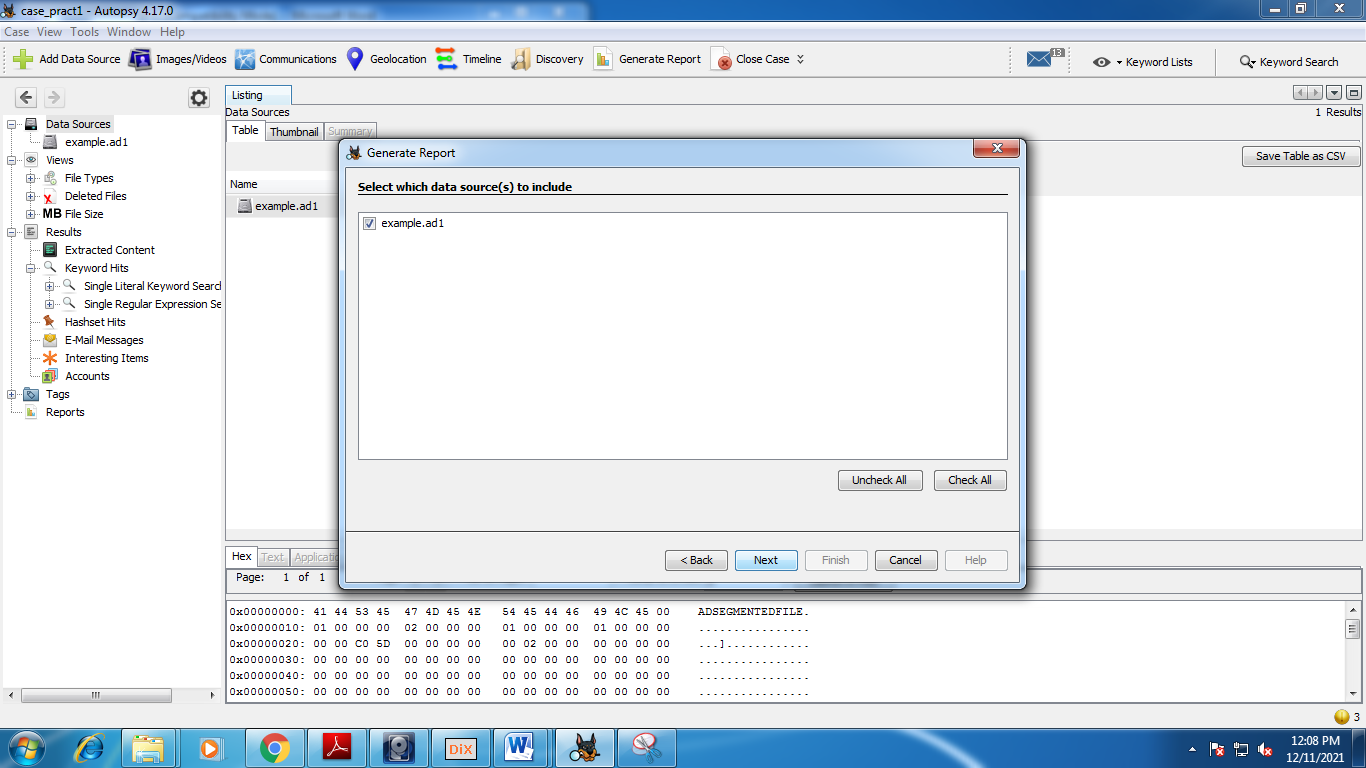 case_pract1 - Autopsy 4.17.0
Case View Tools Window Help
Add Data Source Images/Videos Communications Geolocation Timeline Discovery Generate Report Close Case 13 Keyword Lists Keyword Search
Listing
Data Sources 1 Results
Table Thumbnail Summary
Save Table as CSV
Name
example.ad1
Data Sources
example.ad1
Views
File Types
Deleted Files
MB File Size
Results
Extracted Content
Keyword Hits
Single Literal Keyword Searc
Single Regular Expression Se
Hashset Hits
E-Mail Messages
Interesting Items
Accounts
Tags
Reports
Generate Report
Select which data source(s) to include
example.ad1
Uncheck All Check All
< Back Next Finish Cancel Help
Hex Text Applicatio
Page: 1 of 1
0x00000000: 41 44 53 45 47 4D 45 4E 54 45 44 46 49 4C 45 00 ADSEGMENTEDFILE.
0x00000010: 01 00 00 00 02 00 00 00 01 00 00 00 01 00 00 00 ................
0x00000020: 00 00 C0 5D 00 00 00 00 00 02 00 00 00 00 00 00 ...]............
0x00000030: 00 00 00 00 00 00 00 00 00 00 00 00 00 00 00 00 ................
0x00000040: 00 00 00 00 00 00 00 00 00 00 00 00 00 00 00 00 ................
0x00000050: 00 00 00 00 00 00 00 00 00 00 00 00 00 00 00 00 ................
3
DiX
12:08 PM
12/11/2021